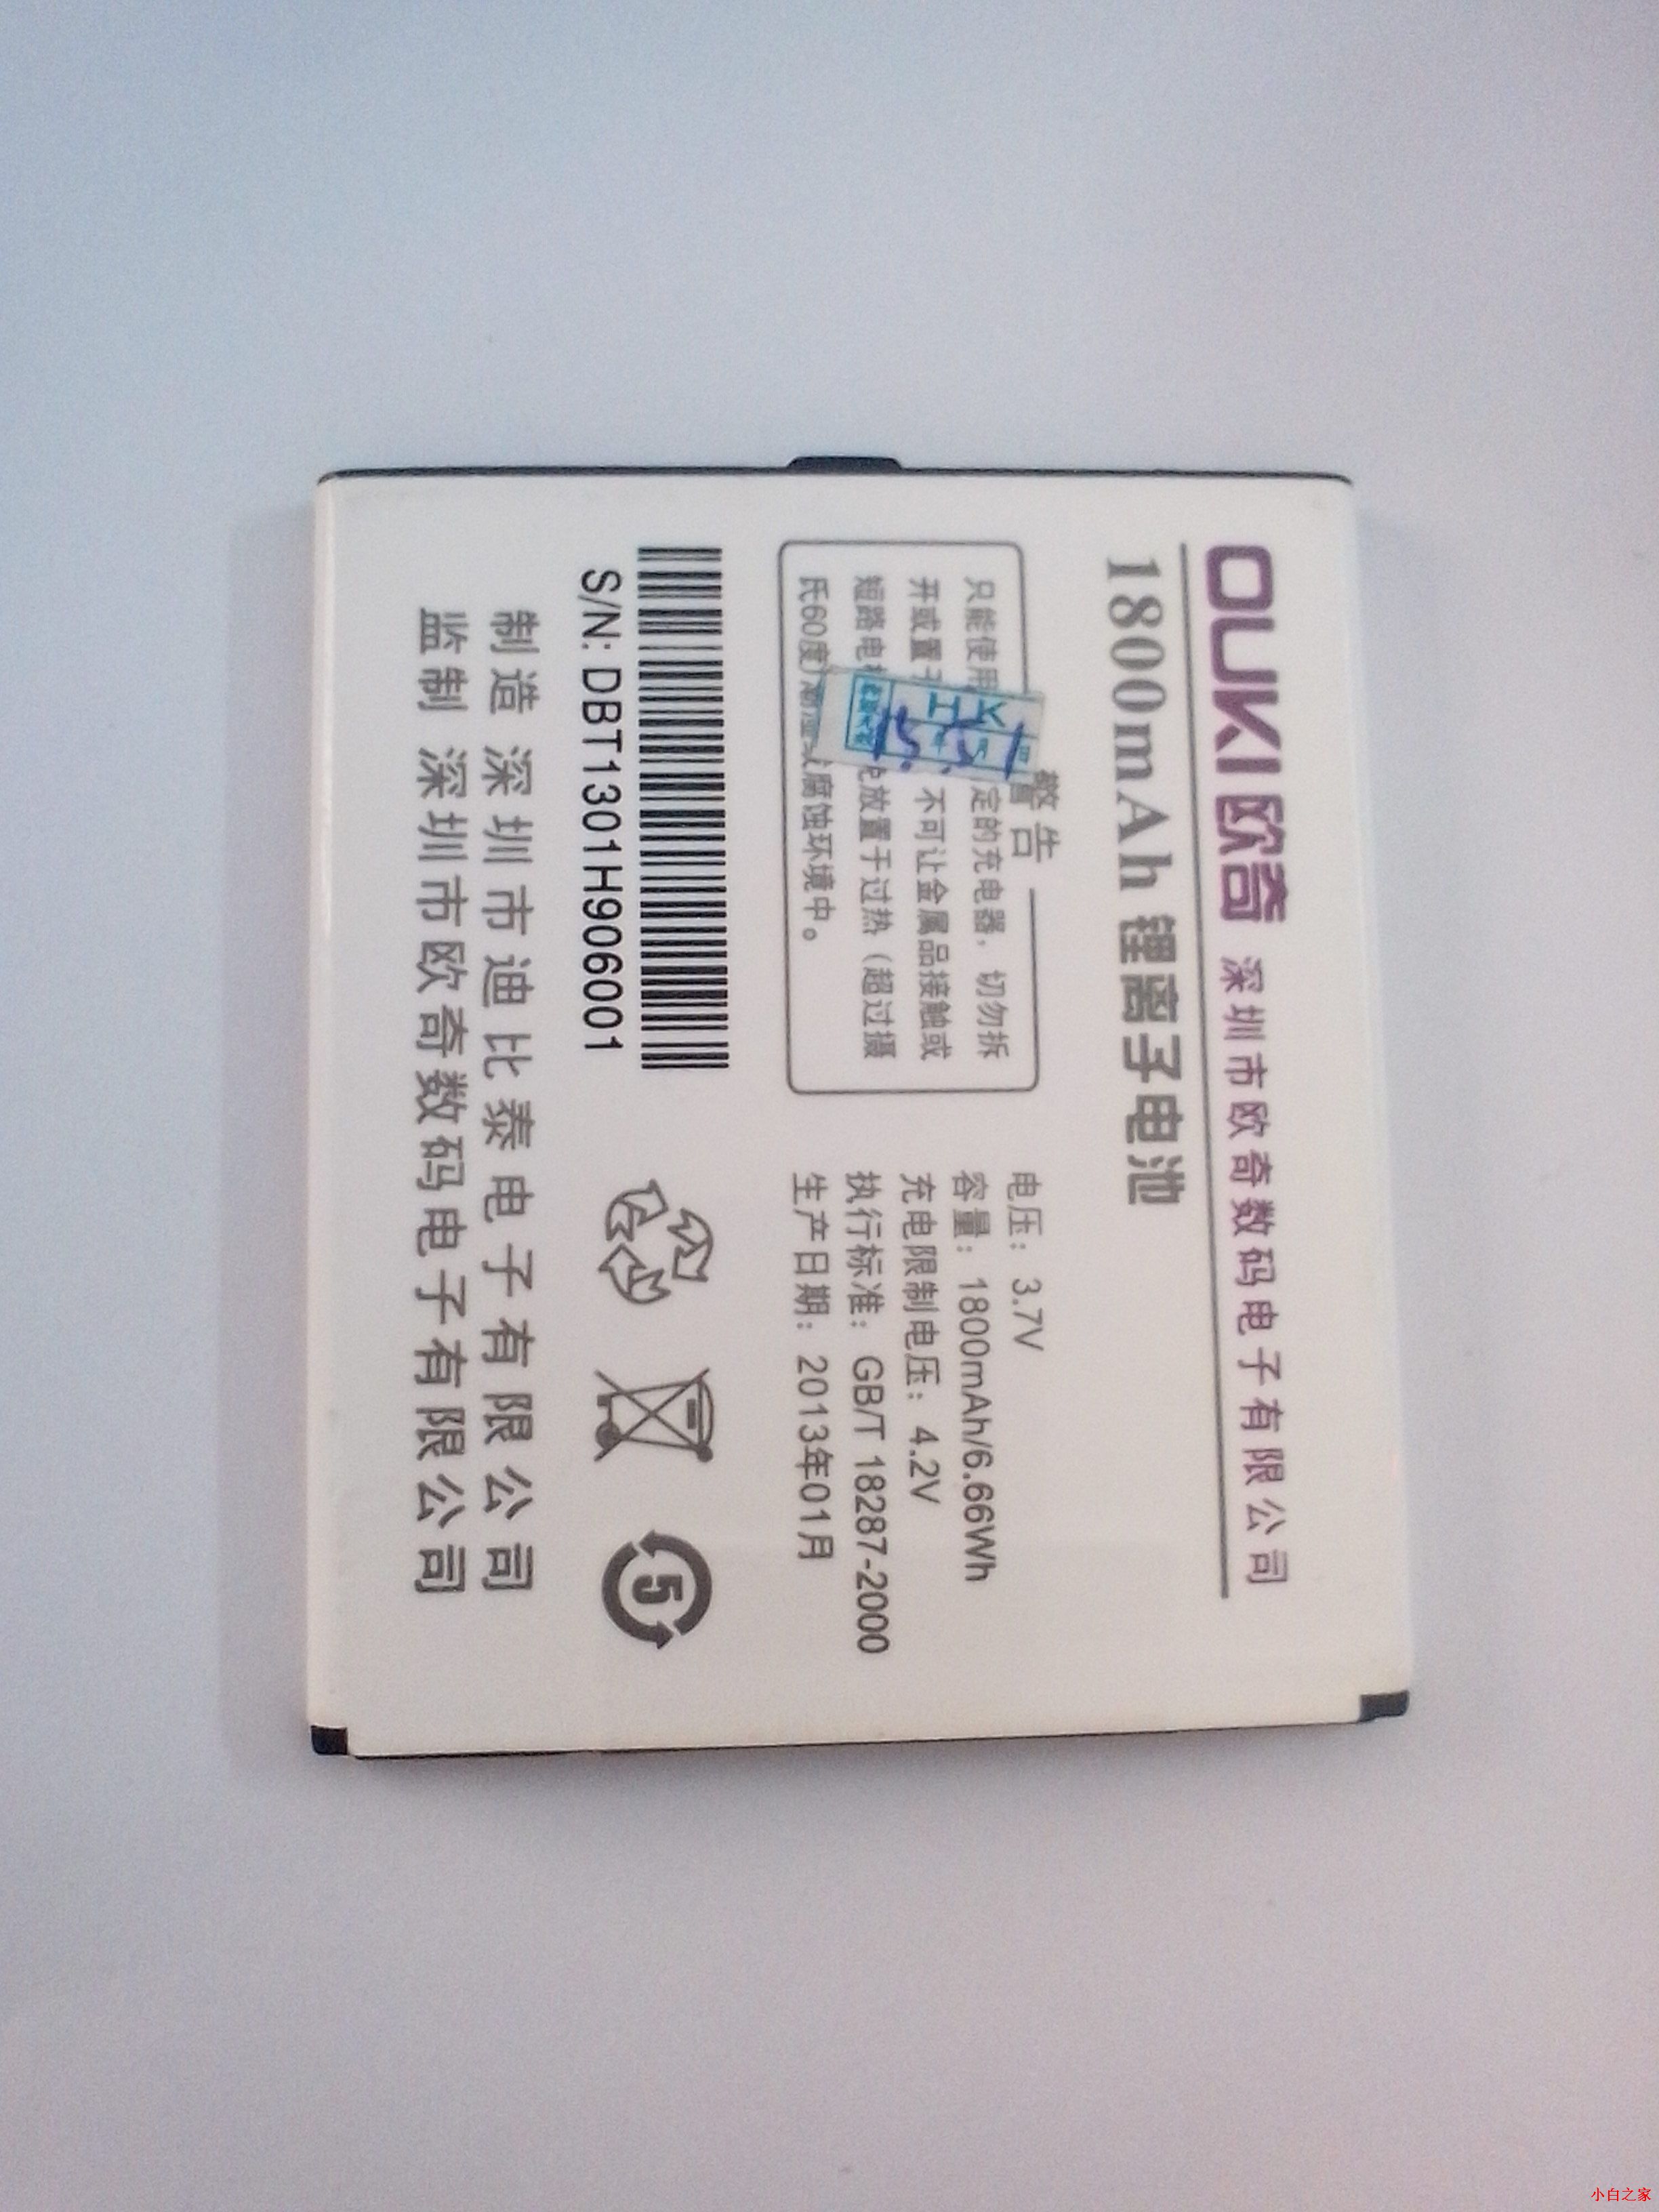 OUKI欧奇 深圳市欧奇数码电子有限公司
1800mAh 锂离子电池
警告
只能使用 定的充电器，切勿拆
开或置 不可让金属品接触或
短路电 放置于过热（超过摄
氏60度） 腐蚀环境中。
电压：3.7V
容量：1800mAh/6.66Wh
充电限制电压：4.2V
执行标准：GB/T 18287-2000
生产日期：2013年01月
HK
S/N: DBT1301H906001
5
制造 深圳市迪比泰电子有限公司
监制 深圳市欧奇数码电子有限公司
小白之家